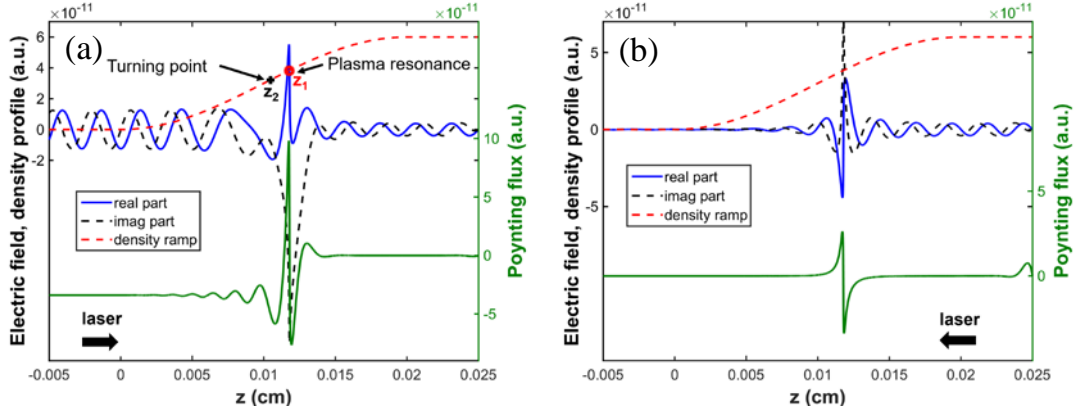 ×10⁻¹¹
×10⁻¹¹
(a)
6
4
2
0
-2
Turning point
Plasma resonance
z₂
z₁
real part
imag part
density ramp
laser
10
5
0
-5
Electric field, density profile (a.u.)
Poynting flux (a.u.)
-0.005
0
0.005
0.01
0.015
0.02
0.025
z (cm)
×10⁻¹¹
×10⁻¹¹
(b)
5
0
-5
real part
imag part
density ramp
laser
5
0
Electric field, density profile (a.u.)
Poynting flux (a.u.)
-0.005
0
0.005
0.01
0.015
0.02
0.025
z (cm)